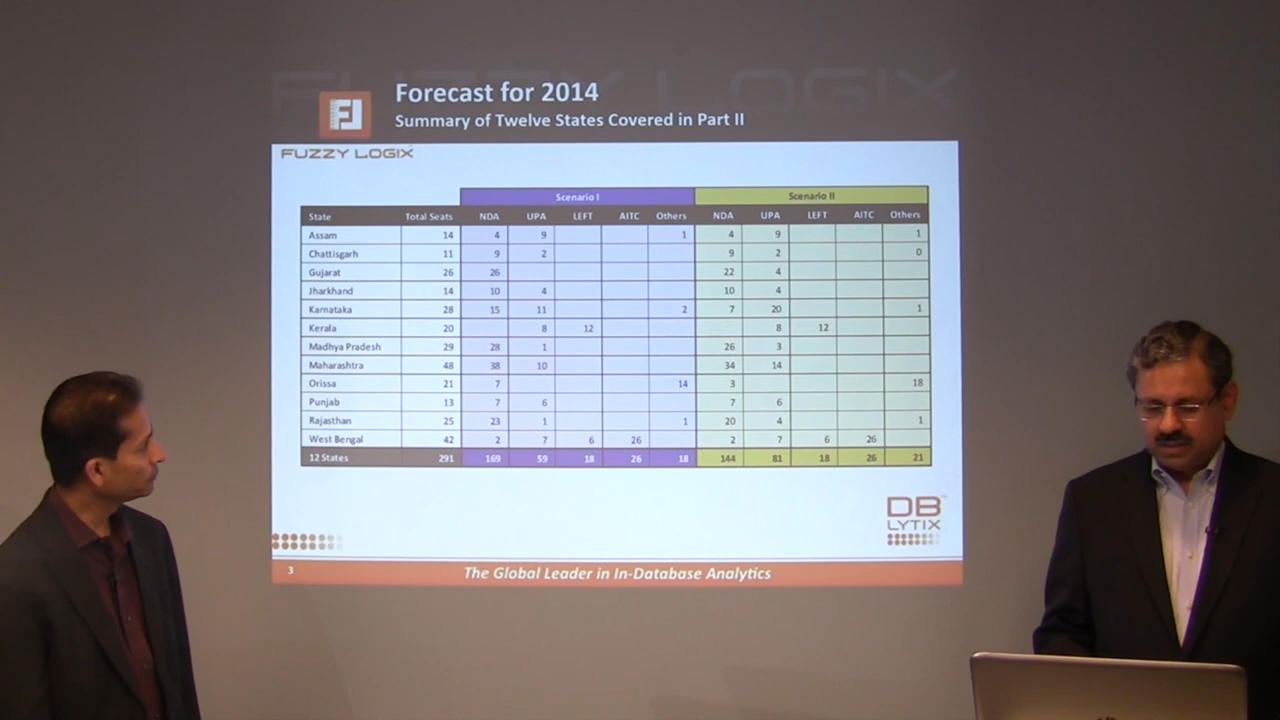 FUZZY LOGIX
Forecast for 2014
Summary of Twelve States Covered in Part II
FUZZY LOGIX
Scenario I Scenario II
State Total Seats NDA UPA LEFT AITC Others NDA UPA LEFT AITC Others
Assam 14 4 9 1 4 9 1
Chattisgarh 11 9 2 9 2 0
Gujarat 26 26 22 4
Jharkhand 14 10 4 10 4
Karnataka 28 15 11 2 7 20 1
Kerala 20 8 12 8 12
Madhya Pradesh 29 28 1 26 3
Maharashtra 48 38 10 34 14
Orissa 21 7 14 3 18
Punjab 13 7 6 7 6
Rajasthan 25 23 1 1 20 4 1
West Bengal 42 2 7 6 26 2 7 6 26
12 States 291 169 59 18 26 18 144 81 18 26 21
DB
LYTIX
3 The Global Leader in In-Database Analytics